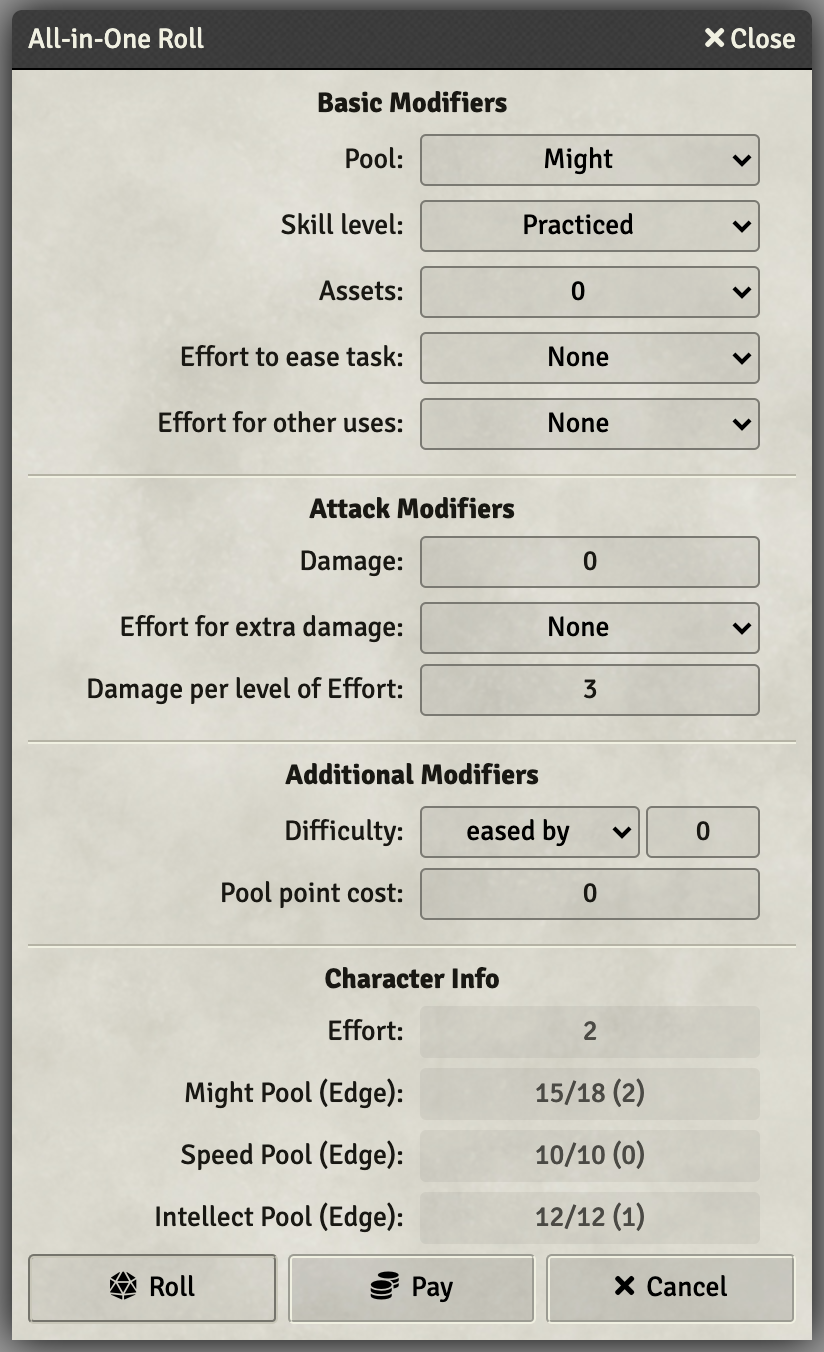 All-in-One Roll Close
Basic Modifiers
Pool: Might
Skill level: Practiced
Assets: 0
Effort to ease task: None
Effort for other uses: None
Attack Modifiers
Damage: 0
Effort for extra damage: None
Damage per level of Effort: 3
Additional Modifiers
Difficulty: eased by 0
Pool point cost: 0
Character Info
Effort: 2
Might Pool (Edge): 15/18 (2)
Speed Pool (Edge): 10/10 (0)
Intellect Pool (Edge): 12/12 (1)
Roll Pay Cancel